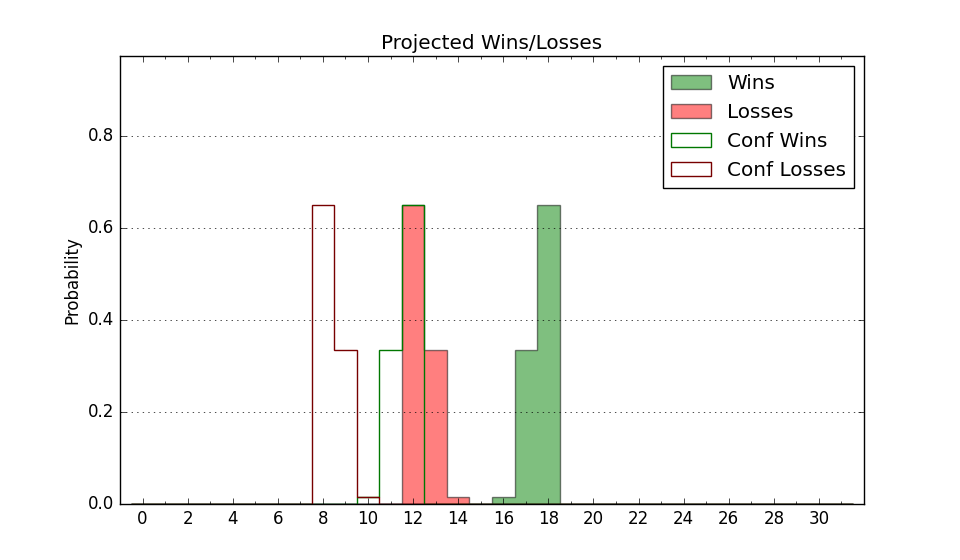 Projected Wins/Losses
Wins
Losses
Conf Wins
Conf Losses
Probability
0.8
0.6
0.4
0.2
0.0
0 2 4 6 8 10 12 14 16 18 20 22 24 26 28 30